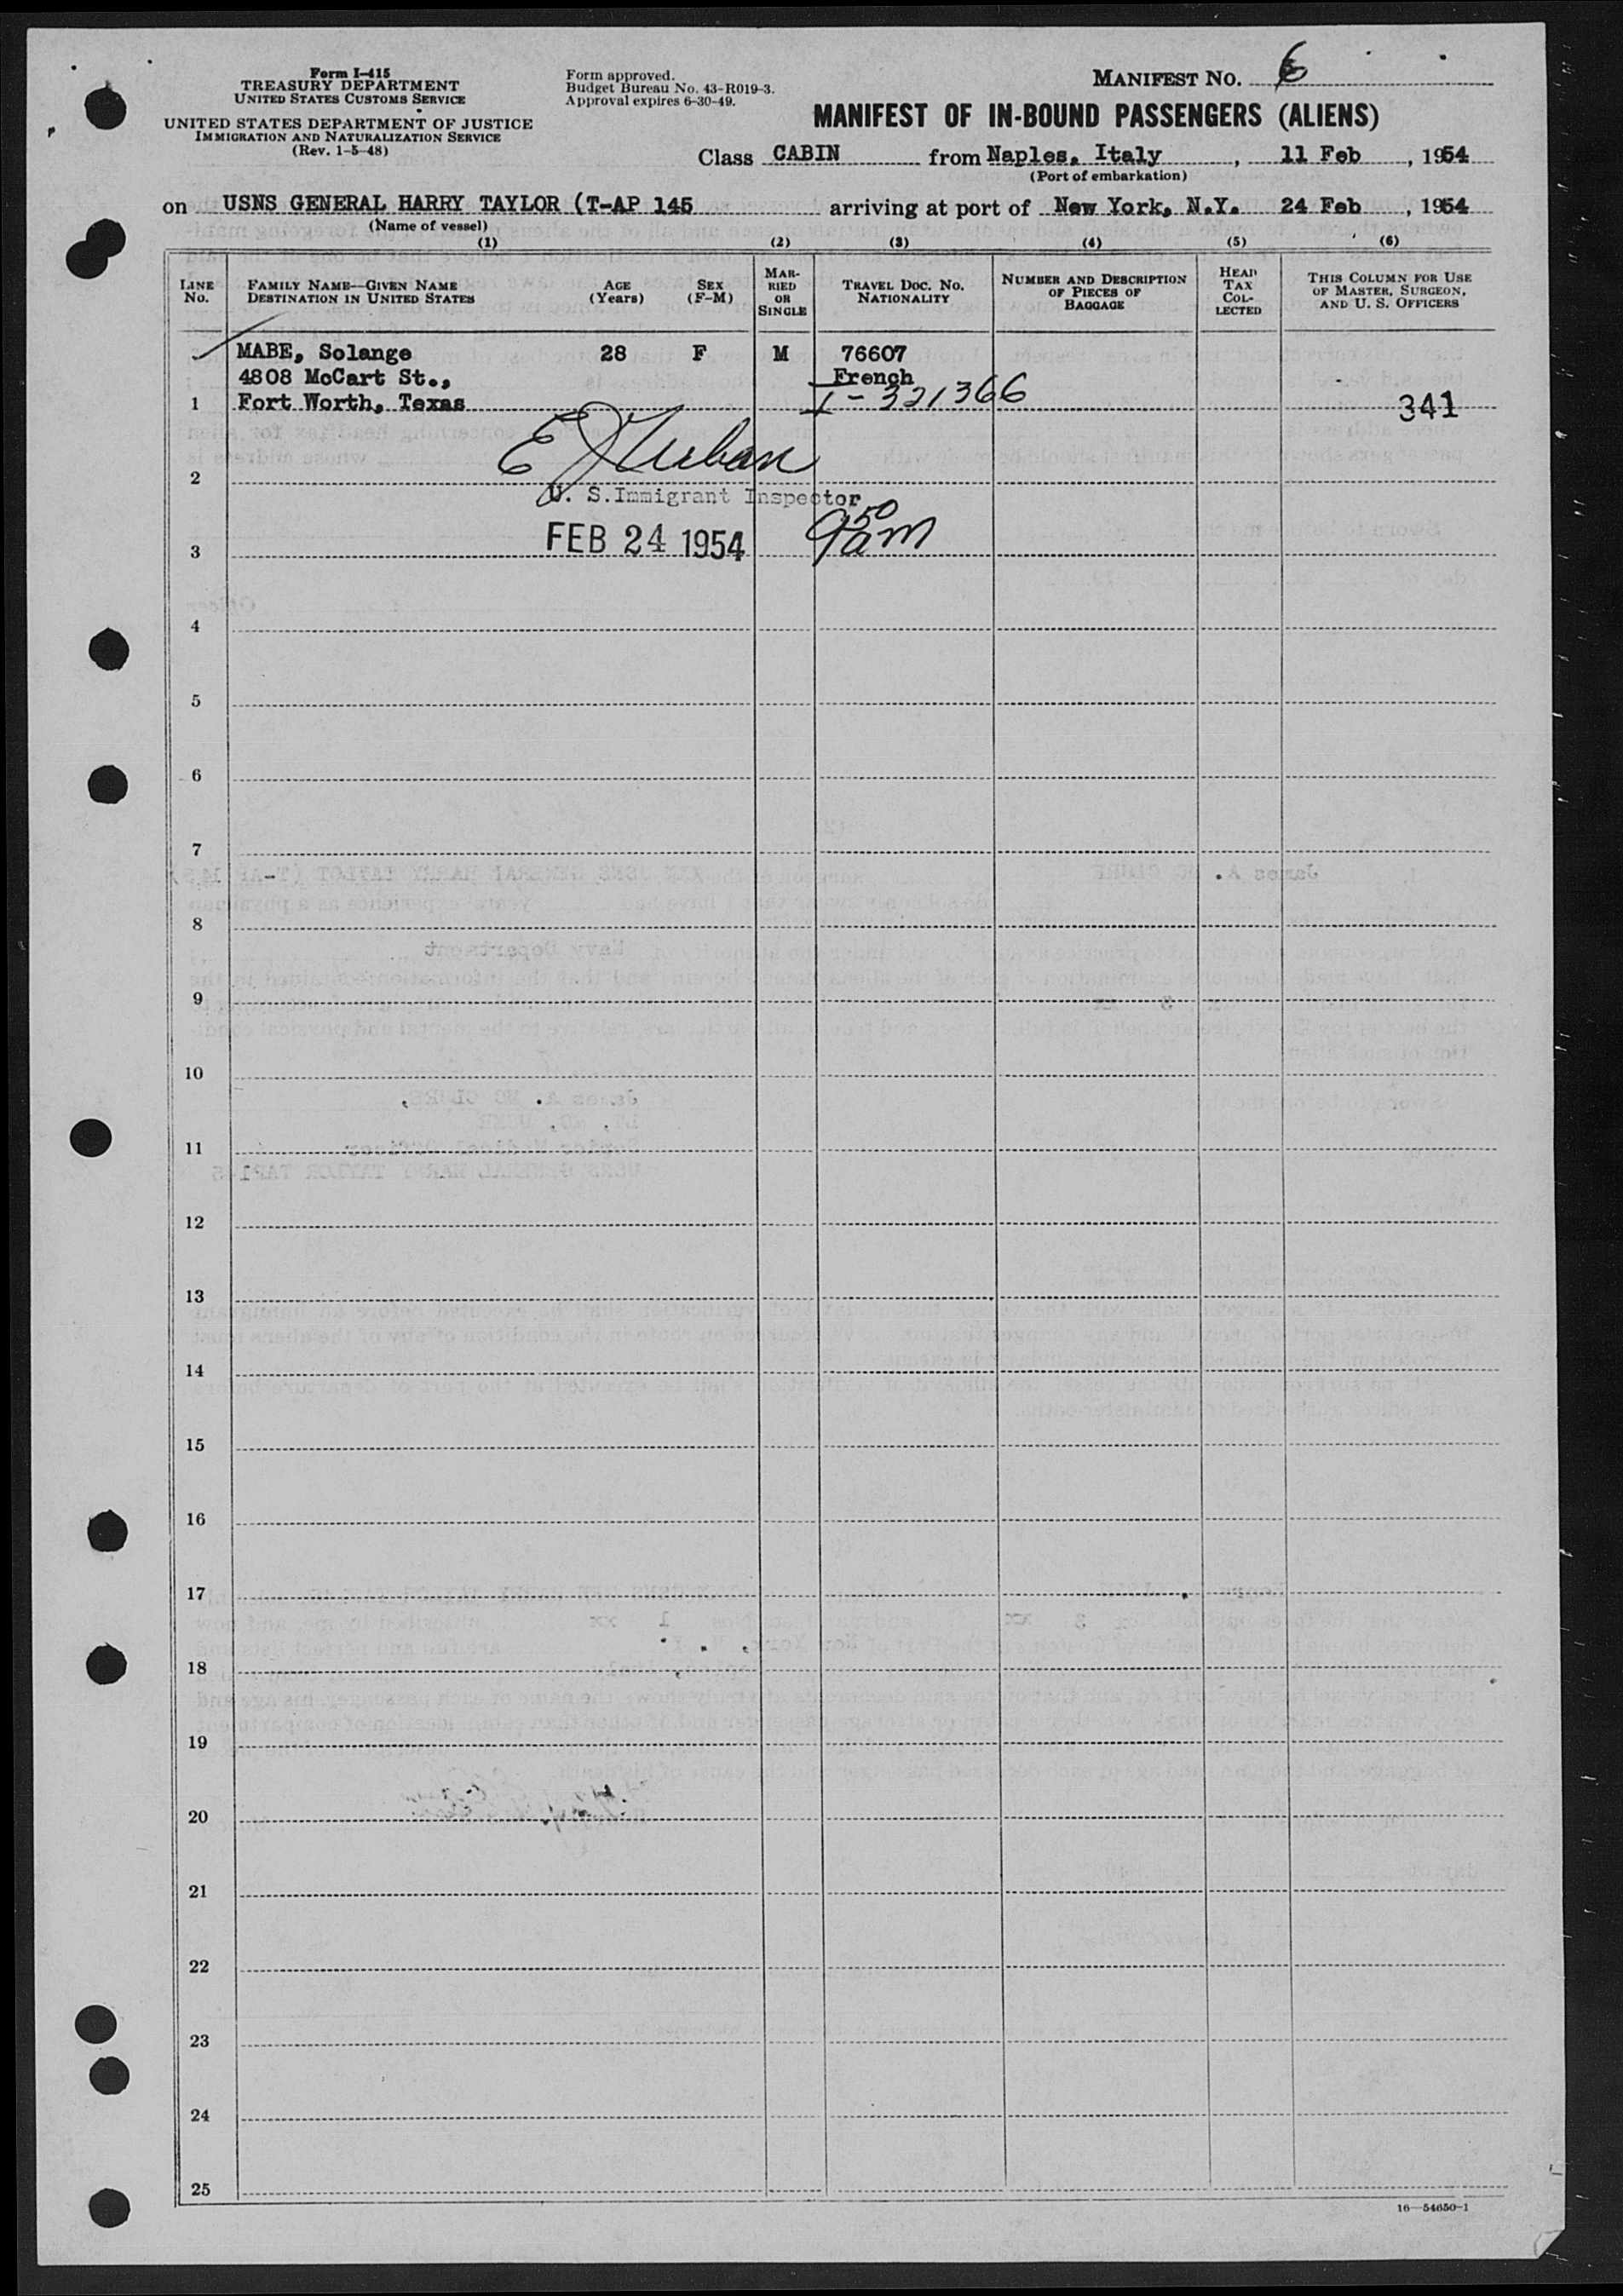 Form I-415
TREASURY DEPARTMENT
UNITED STATES CUSTOMS SERVICE
UNITED STATES DEPARTMENT OF JUSTICE
IMMIGRATION AND NATURALIZATION SERVICE
(Rev. 1-5-48)
Form approved.
Budget Bureau No. 43-R019-3.
Approval expires 6-30-49.
MANIFEST NO. 6
MANIFEST OF IN-BOUND PASSENGERS (ALIENS)
Class CABIN from Naples, Italy, 11 Feb, 1954
(Port of embarkation)
on USNS GENERAL HARRY TAYLOR (T-AP 145 arriving at port of New York, N.Y. 24 Feb, 1954
(Name of vessel)
(1) (2) (3) (4) (5) (6)
LINE No. FAMILY NAME—GIVEN NAME DESTINATION IN UNITED STATES AGE (Years) SEX (F-M) MARRIED OR SINGLE TRAVEL DOC. NO. NATIONALITY NUMBER AND DESCRIPTION OF PIECES OF BAGGAGE HEAD TAX COLLECTED THIS COLUMN FOR USE OF MASTER, SURGEON, AND U. S. OFFICERS
MABE, Solange 28 F M 76607
4808 McCart St., French
1 Fort Worth, Texas I-321366 341
E J Urban
2
U. S. Immigrant Inspector
3 FEB 24 1954 9 50 am
4
5
6
7
8
9
10
11
12
13
14
15
16
17
18
19
20
21
22
23
24
25
16—54650-1